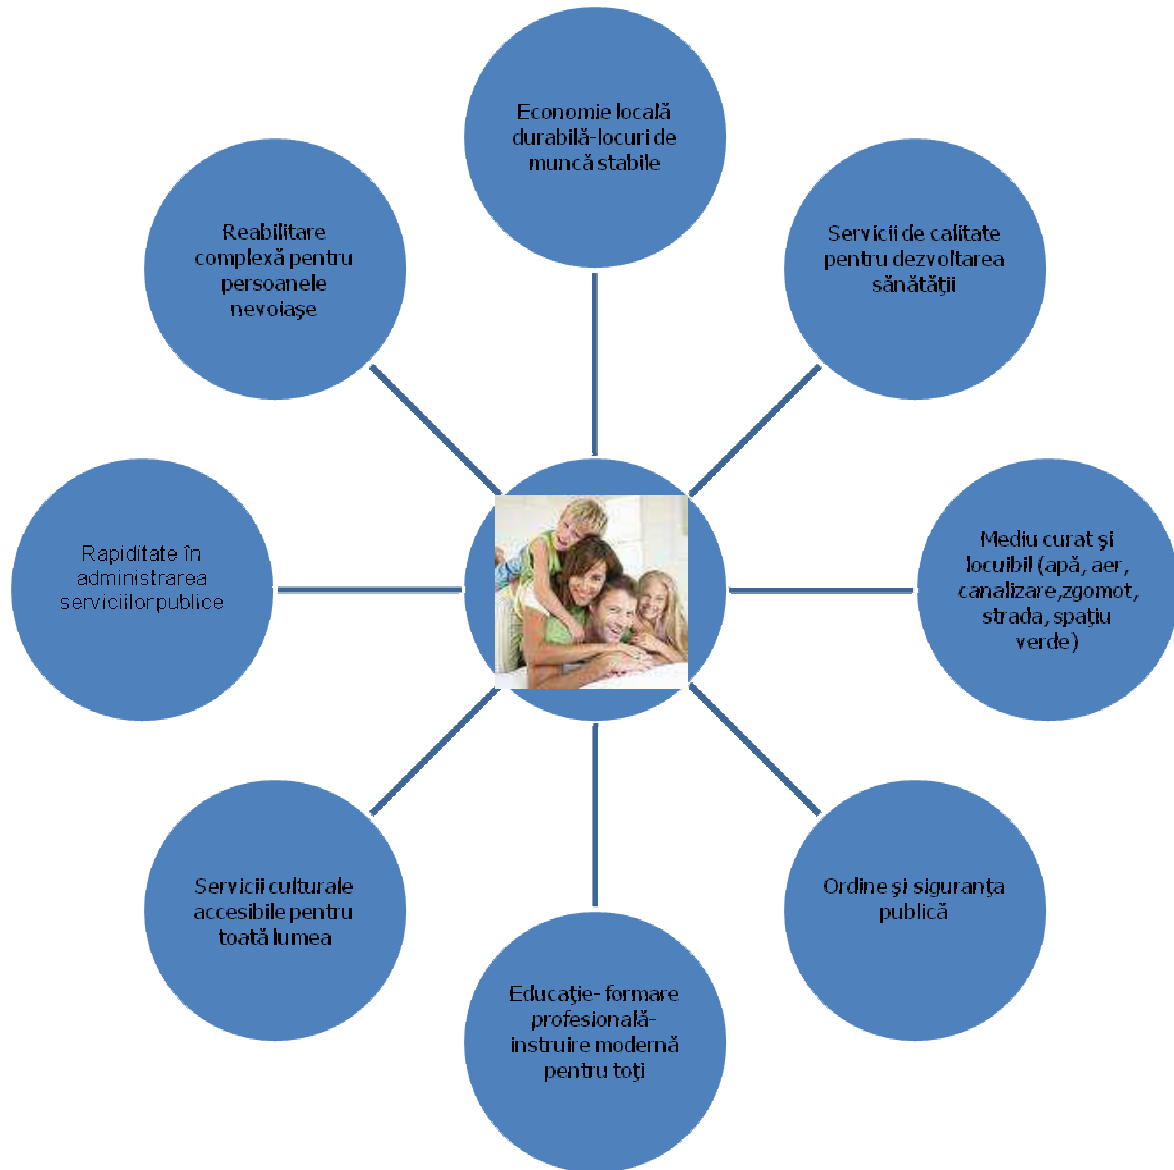 Economie locală
durabilă-locuri de
muncă stabile
Servicii de calitate
pentru dezvoltarea
sănătăţii
Mediu curat şi
locuibil (apă, aer,
canalizare,zgomot,
strada, spaţiu
verde)
Ordine şi siguranţa
publică
Educaţie- formare
profesională-
instruire modernă
pentru toţi
Servicii culturale
accesibile pentru
toată lumea
Rapiditate în
administrarea
serviciilor publice
Reabilitare
complexă pentru
persoanele
nevoiaşe